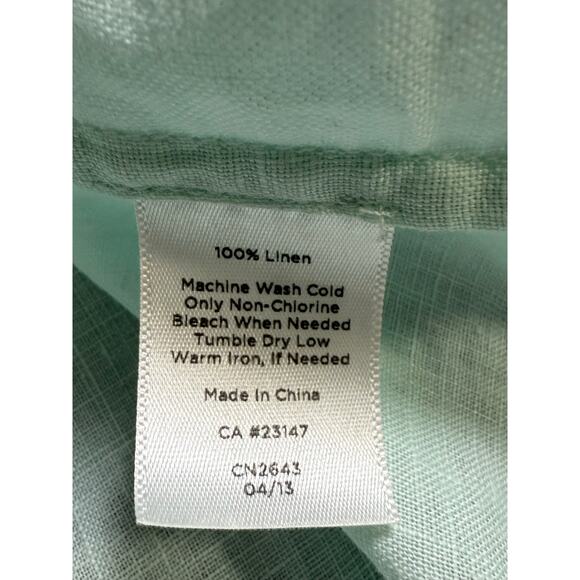 100% Linen
Machine Wash Cold
Only Non-Chlorine
Bleach When Needed
Tumble Dry Low
Warm Iron, If Needed
Made In China
CA #23147
CN2643
04/13